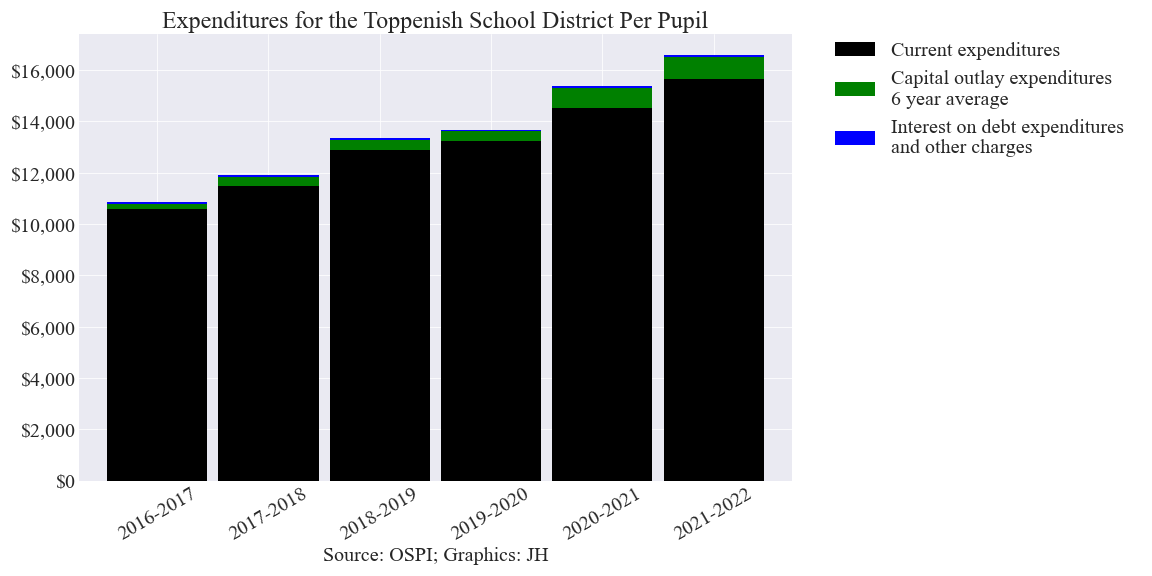 Expenditures for the Toppenish School District Per Pupil
$16,000
$14,000
$12,000
$10,000
$8,000
$6,000
$4,000
$2,000
$0
2016-2017
2017-2018
2018-2019
2019-2020
2020-2021
2021-2022
Source: OSPI; Graphics: JH
Current expenditures
Capital outlay expenditures
6 year average
Interest on debt expenditures
and other charges